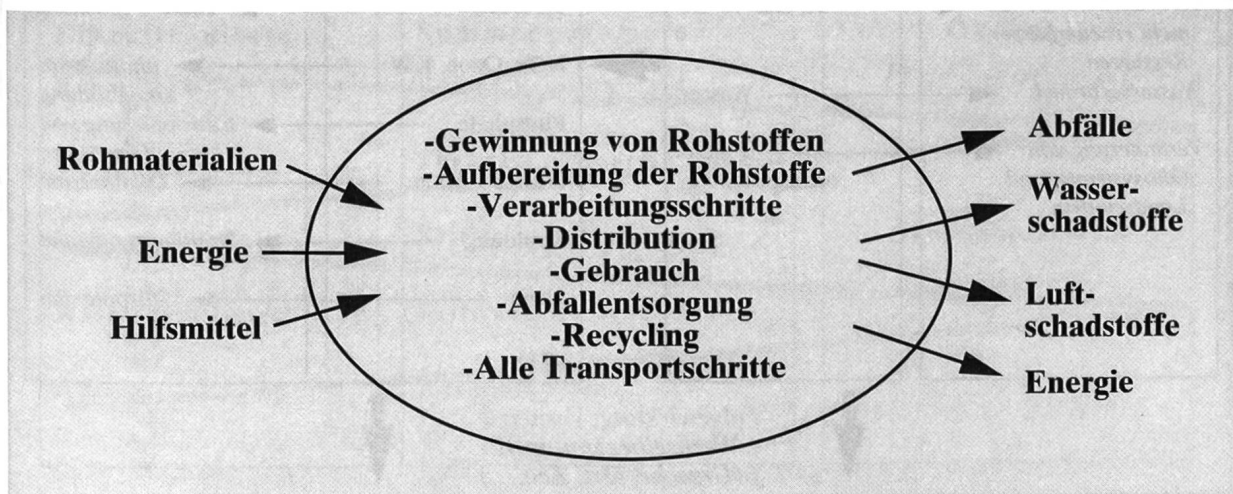 Rohmaterialien
Energie
Hilfsmittel
-Gewinnung von Rohstoffen
-Aufbereitung der Rohstoffe
-Verarbeitungsschritte
-Distribution
-Gebrauch
-Abfallentsorgung
-Recycling
-Alle Transportschritte
Abfälle
Wasser-
schadstoffe
Luft-
schadstoffe
Energie